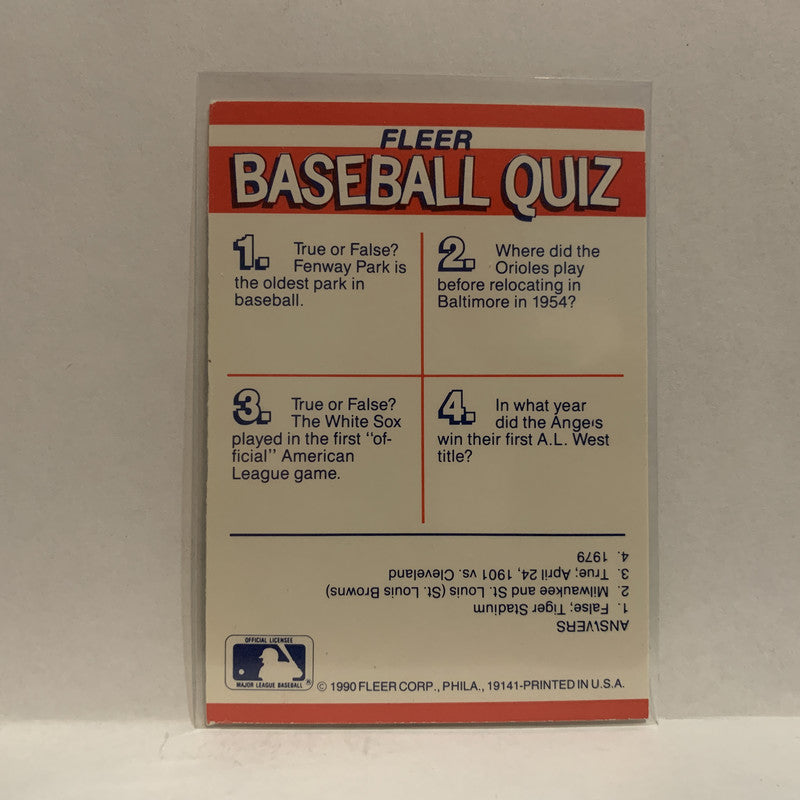 FLEER
BASEBALL QUIZ
1. True or False?
Fenway Park is
the oldest park in
baseball.
2. Where did the
Orioles play
before relocating in
Baltimore in 1954?
3. True or False?
The White Sox
played in the first "of-
ficial" American
League game.
4. In what year
did the Angels
win their first A.L. West
title?
ANSWERS
1. False; Tiger Stadium
2. Milwaukee and St. Louis (St. Louis Browns)
3. True; April 24, 1901 vs. Cleveland
4. 1979
OFFICIAL LICENSEE
MAJOR LEAGUE BASEBALL ®
© 1990 FLEER CORP., PHILA., 19141-PRINTED IN U.S.A.